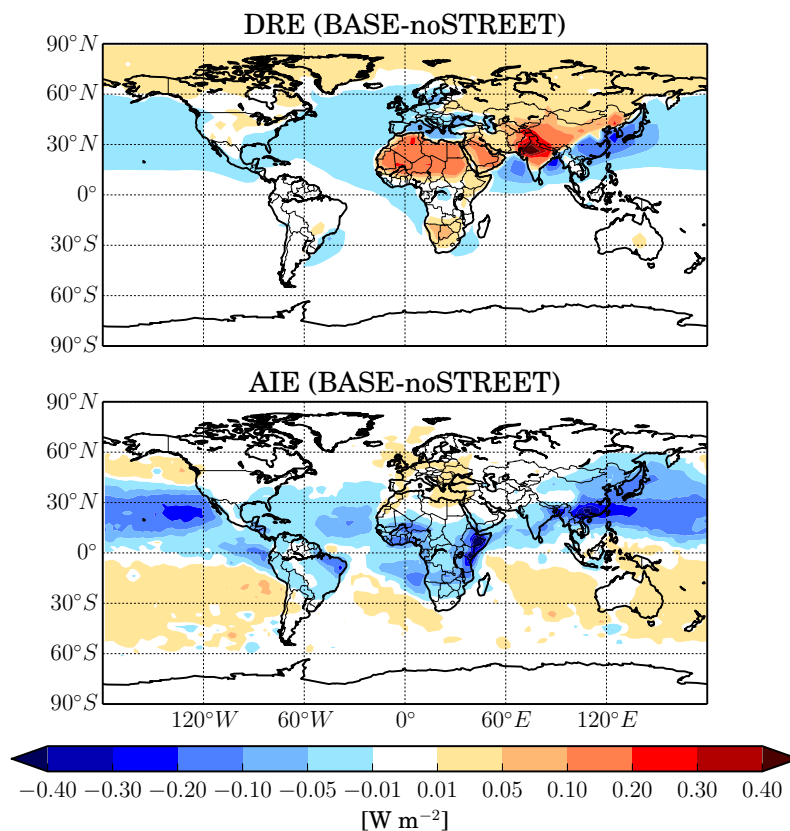 DRE (BASE-noSTREET)
90°N
60°N
30°N
0°
30°S
60°S
90°S
AIE (BASE-noSTREET)
90°N
60°N
30°N
0°
30°S
60°S
90°S
120°W 60°W 0° 60°E 120°E
−0.40 −0.30 −0.20 −0.10 −0.05 −0.01 0.01 0.05 0.10 0.20 0.30 0.40
[W m⁻²]